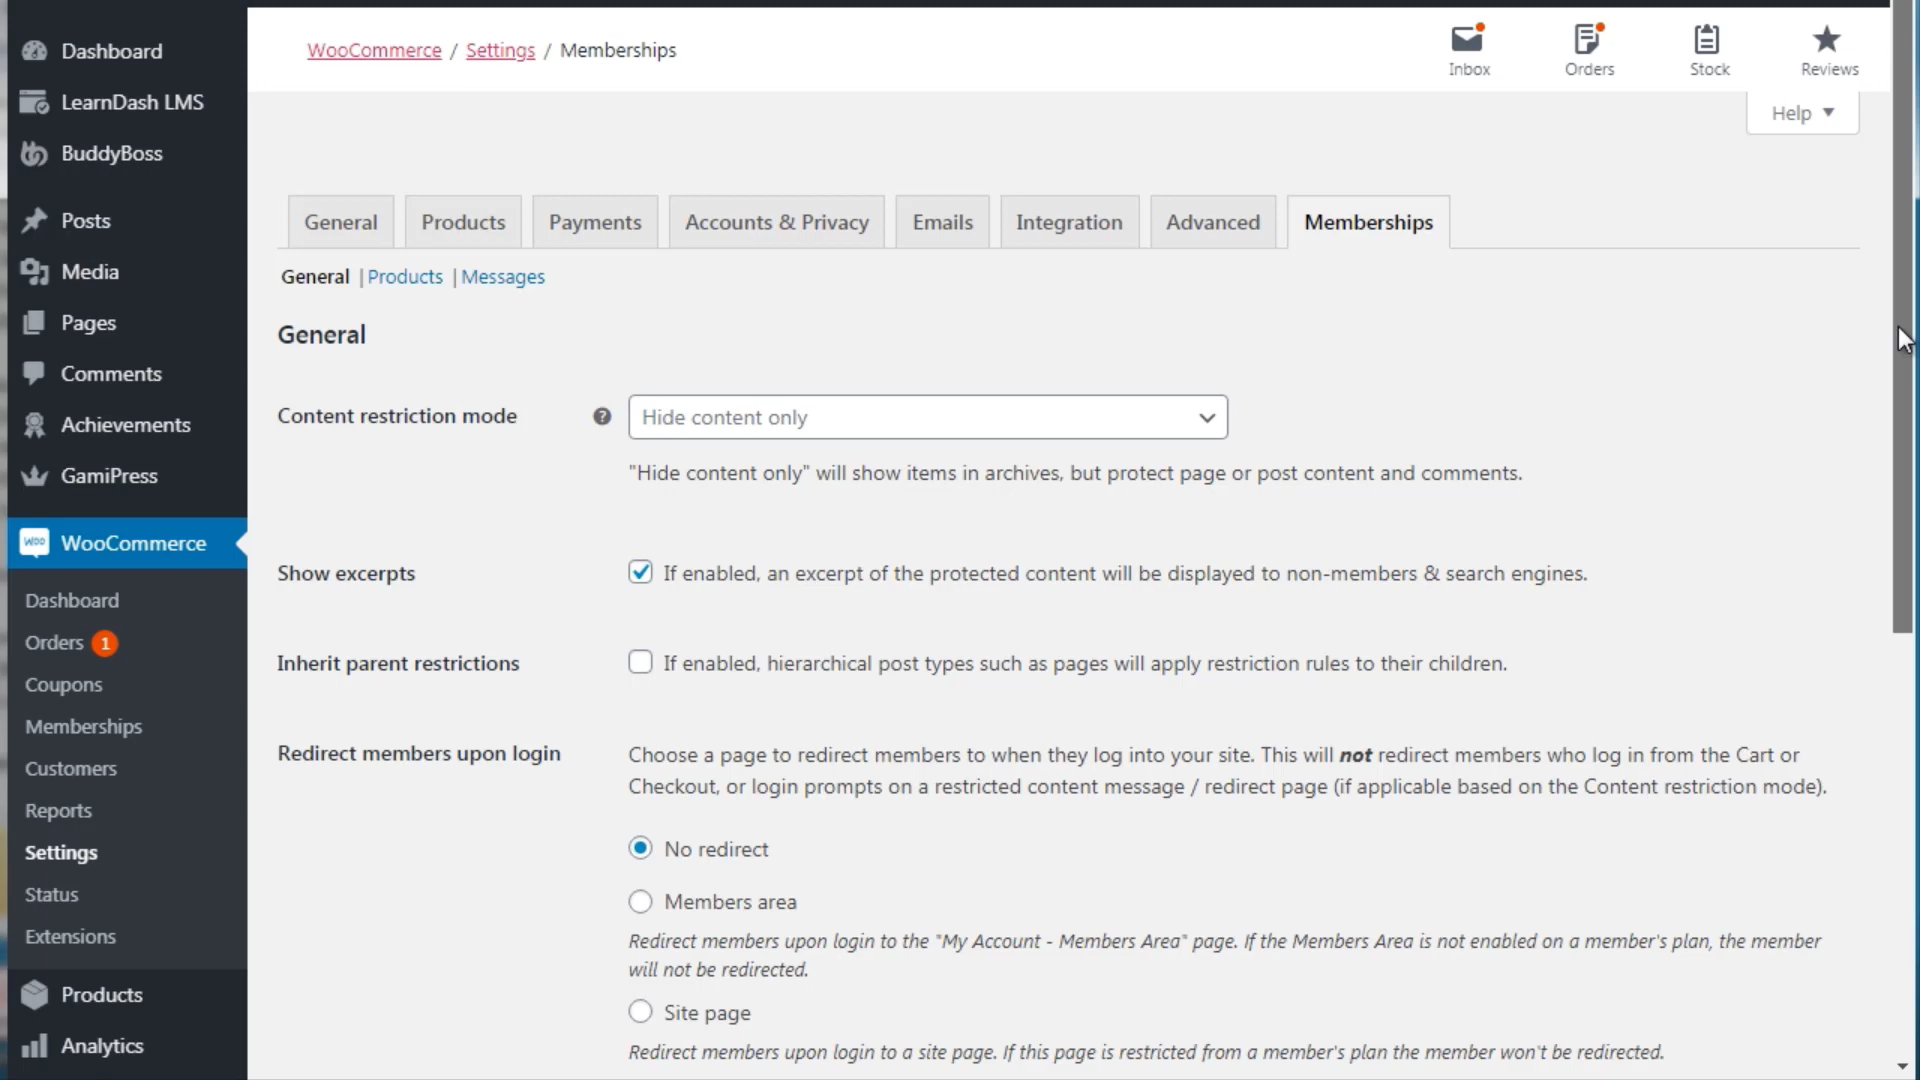 Dashboard
LearnDash LMS
BuddyBoss
Posts
Media
Pages
Comments
Achievements
GamiPress
woo WooCommerce
Dashboard
Orders 1
Coupons
Memberships
Customers
Reports
Settings
Status
Extensions
Products
Analytics
WooCommerce / Settings / Memberships
Inbox
Orders
Stock
Reviews
Help
General
Products
Payments
Accounts & Privacy
Emails
Integration
Advanced
Memberships
General | Products | Messages
General
Content restriction mode
?
Hide content only
"Hide content only" will show items in archives, but protect page or post content and comments.
Show excerpts
If enabled, an excerpt of the protected content will be displayed to non-members & search engines.
Inherit parent restrictions
If enabled, hierarchical post types such as pages will apply restriction rules to their children.
Redirect members upon login
Choose a page to redirect members to when they log into your site. This will not redirect members who log in from the Cart or
Checkout, or login prompts on a restricted content message / redirect page (if applicable based on the Content restriction mode).
No redirect
Members area
Redirect members upon login to the "My Account - Members Area" page. If the Members Area is not enabled on a member's plan, the member
will not be redirected.
Site page
Redirect members upon login to a site page. If this page is restricted from a member's plan the member won't be redirected.